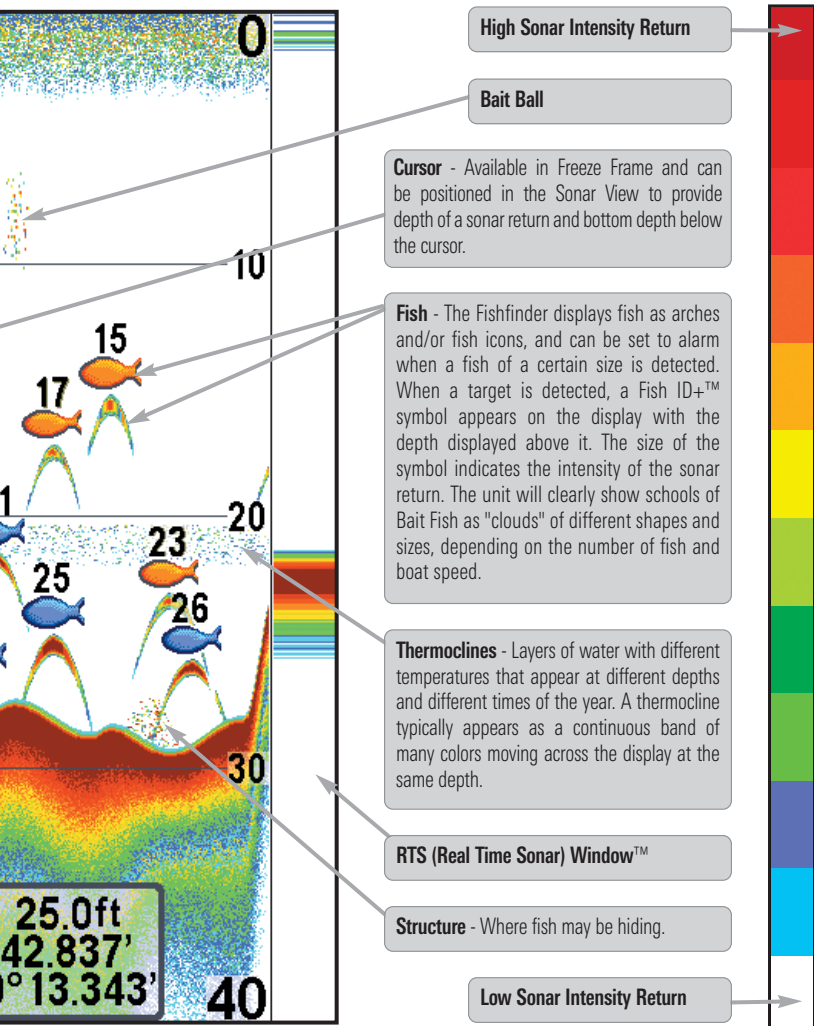 0
10
15
17
1
20
23
25
26
30
25.0ft
42.837'
° 13.343'
40
High Sonar Intensity Return
Bait Ball
Cursor - Available in Freeze Frame and can
be positioned in the Sonar View to provide
depth of a sonar return and bottom depth below
the cursor.
Fish - The Fishfinder displays fish as arches
and/or fish icons, and can be set to alarm
when a fish of a certain size is detected.
When a target is detected, a Fish ID+™
symbol appears on the display with the
depth displayed above it. The size of the
symbol indicates the intensity of the sonar
return. The unit will clearly show schools of
Bait Fish as "clouds" of different shapes and
sizes, depending on the number of fish and
boat speed.
Thermoclines - Layers of water with different
temperatures that appear at different depths
and different times of the year. A thermocline
typically appears as a continuous band of
many colors moving across the display at the
same depth.
RTS (Real Time Sonar) Window™
Structure - Where fish may be hiding.
Low Sonar Intensity Return